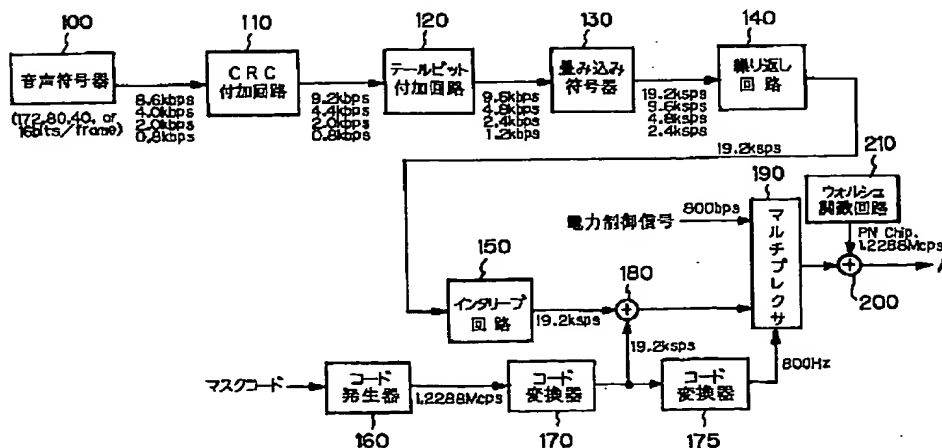 100
110
120
130
140
音声符号器
CRC
付加回路
テールビット
付加回路
畳み込み
符号器
繰り返し
回路
(172,80,40, or
16bits/frame)
8.6kbps
4.0kbps
2.0kbps
0.8kbps
9.2kbps
4.4kbps
2.0kbps
0.8kbps
9.6kbps
4.8kbps
2.4kbps
1.2kbps
19.2ksps
9.6ksps
4.8ksps
2.4ksps
19.2ksps
210
190
ウォルシュ
関数回路
800bps
電力制御信号
マルチプレクサ
PN Chip.
1.2288Mcps
A
150
180
200
インタリーブ
回路
19.2ksps
19.2ksps
800Hz
マスクコード
コード
発生器
1.2288Mcps
コード
変換器
コード
変換器
160
170
175